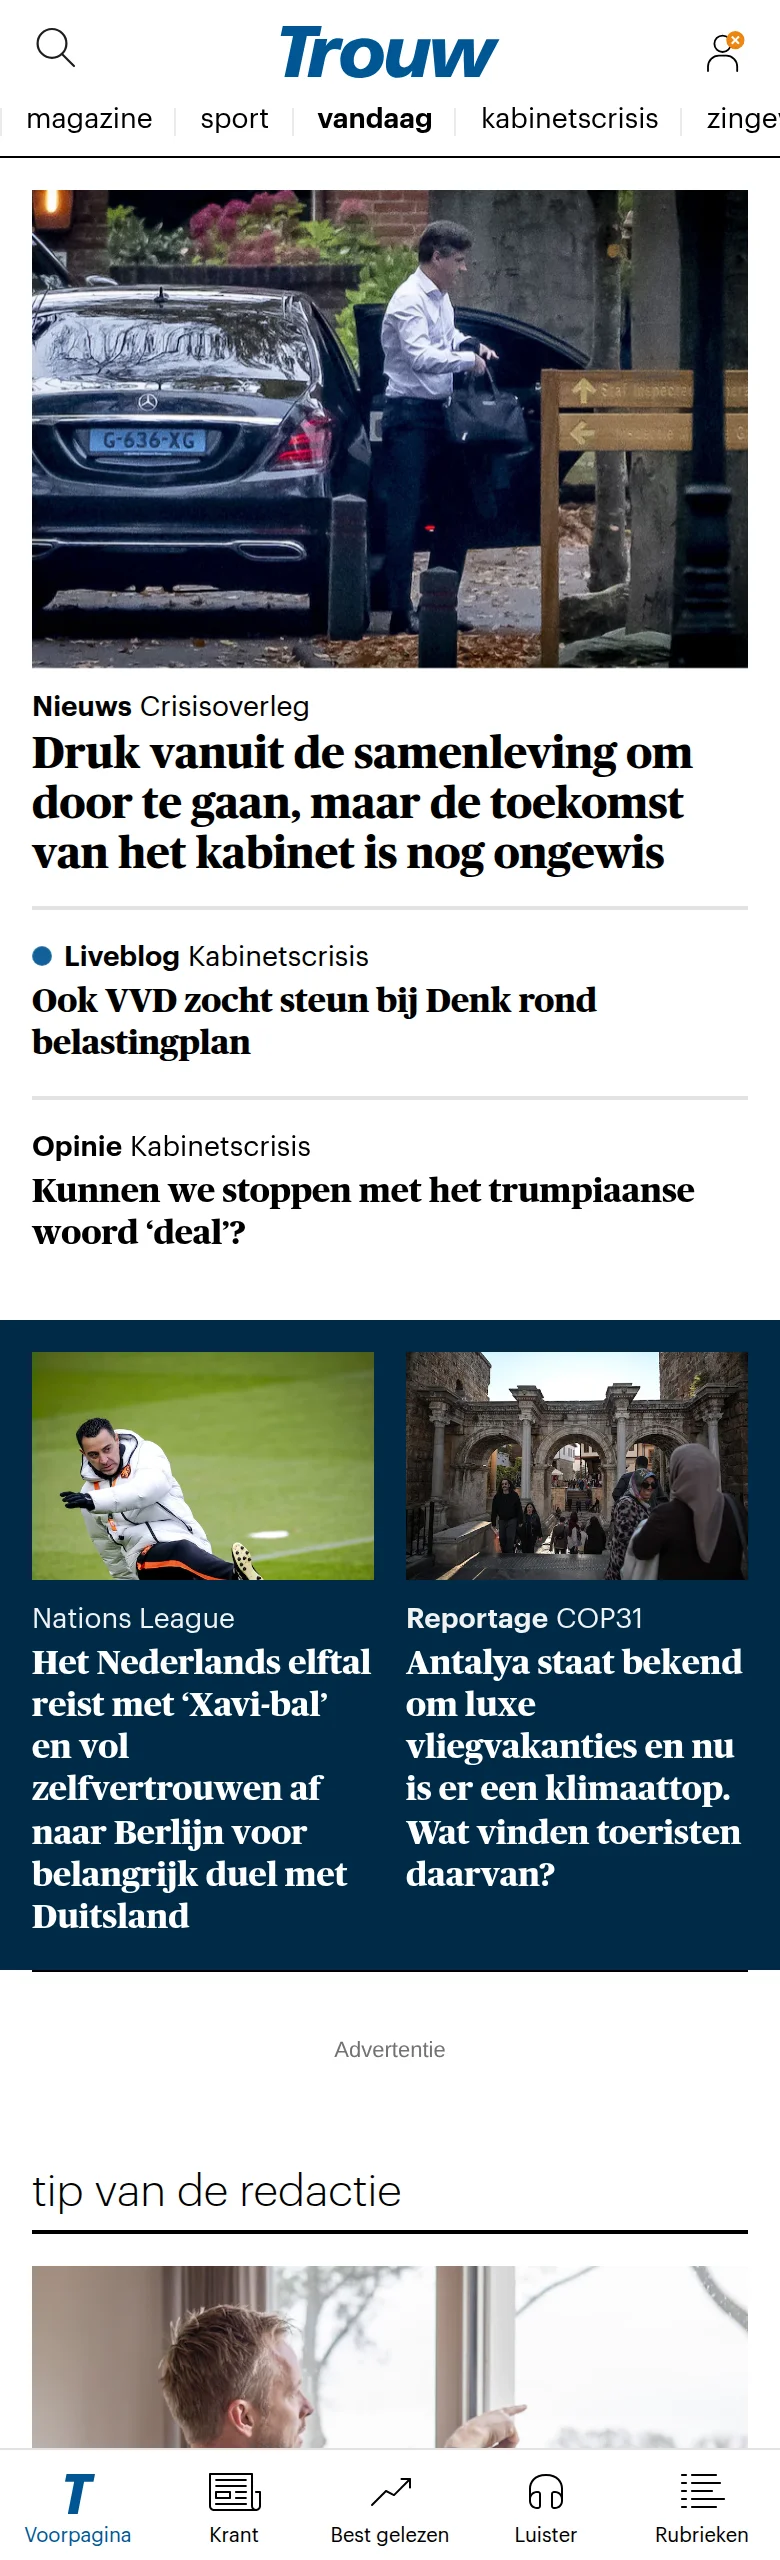 Trouw
magazine
sport
vandaag
kabinetscrisis
G-636-XG
Nieuws Crisisoverleg
Druk vanuit de samenleving om
door te gaan, maar de toekomst
van het kabinet is nog ongewis
Liveblog Kabinetscrisis
Ook VVD zocht steun bij Denk rond
belastingplan
Opinie Kabinetscrisis
Kunnen we stoppen met het trumpiaanse
woord ‘deal’?
Nations League
Het Nederlands elftal
reist met ‘Xavi-bal’
en vol
zelfvertrouwen af
naar Berlijn voor
belangrijk duel met
Duitsland
Reportage COP31
Antalya staat bekend
om luxe
vliegvakanties en nu
is er een klimaattop.
Wat vinden toeristen
daarvan?
Advertentie
tip van de redactie
T
Voorpagina
Krant
Best gelezen
Luister
Rubrieken